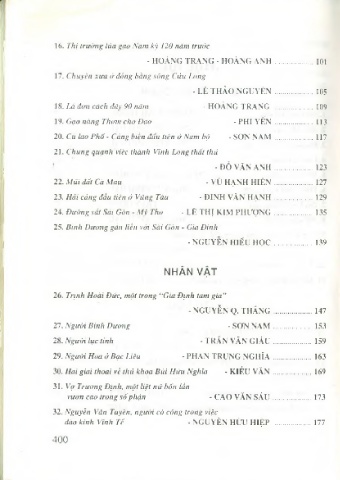 16. Thị trường lúa gạo Nam kỳ 120 năm trước
- HOÀNG TRANG - HOÀNG ANH ............ 101
17. Chuyện xưa ở đồng bằng sông Cửu Long
- LÊ THẢO NGUYÊN ............ 105
18. Lá đơn cách đây 90 năm - HOÀNG TRANG ............ 109
19. Gạo nàng Thơm chợ Đào - PHI YẾN ............ 113
20. Cù lao Phố - Cảng biển đầu tiên ở Nam bộ - SƠN NAM ............ 117
21. Chung quanh việc thành Vĩnh Long thất thủ
- ĐỖ VĂN ANH ............ 123
22. Mũi đất Cà Mau - VŨ HẠNH HIÊN ............ 127
23. Hải cảng đầu tiên ở Vũng Tàu - ĐINH VĂN HẠNH ............ 129
24. Đường sắt Sài Gòn - Mỹ Tho - LÊ THỊ KIM PHƯỢNG ............ 135
25. Bình Dương gắn liền với Sài Gòn - Gia Định
- NGUYỄN HIẾU HỌC ............ 139
NHÂN VẬT
26. Trịnh Hoài Đức, một trong "Gia Định tam gia"
- NGUYỄN Q. THẮNG ............ 147
27. Người Bình Dương - SƠN NAM ............ 153
28. Người lục tỉnh - TRẦN VĂN GIÀU ............ 159
29. Người Hoa ở Bạc Liêu - PHAN TRUNG NGHĨA ............ 163
30. Hai giai thoại về thủ khoa Bùi Hữu Nghĩa - KIỀU VĂN ............ 169
31. Vợ Trương Định, một liệt nữ bốn lần
vươn cao trong số phận - CAO VĂN SÁU ............ 173
32. Nguyễn Văn Tuyên, người có công trong việc
đào kinh Vĩnh Tế - NGUYỄN HỮU HIỆP ............ 177
400